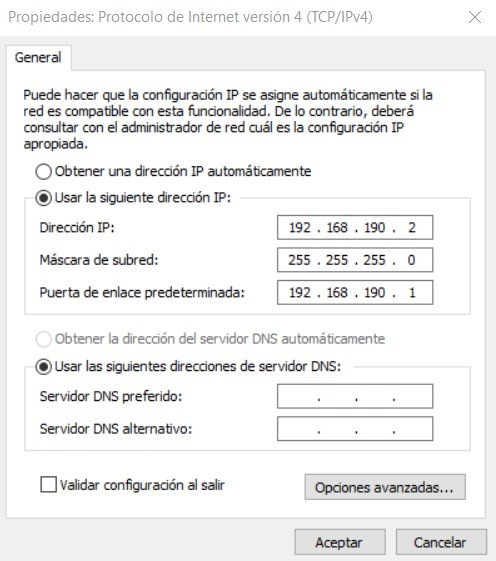 Propiedades: Protocolo de Internet versión 4 (TCP/IPv4)
General
Puede hacer que la configuración IP se asigne automáticamente si la
red es compatible con esta funcionalidad. De lo contrario, deberá
consultar con el administrador de red cuál es la configuración IP
apropiada.
Obtener una dirección IP automáticamente
Usar la siguiente dirección IP:
Dirección IP: 192 . 168 . 190 . 2
Máscara de subred: 255 . 255 . 255 . 0
Puerta de enlace predeterminada: 192 . 168 . 190 . 1
Obtener la dirección del servidor DNS automáticamente
Usar las siguientes direcciones de servidor DNS:
Servidor DNS preferido: . . .
Servidor DNS alternativo: . . .
Validar configuración al salir
Opciones avanzadas...
Aceptar Cancelar